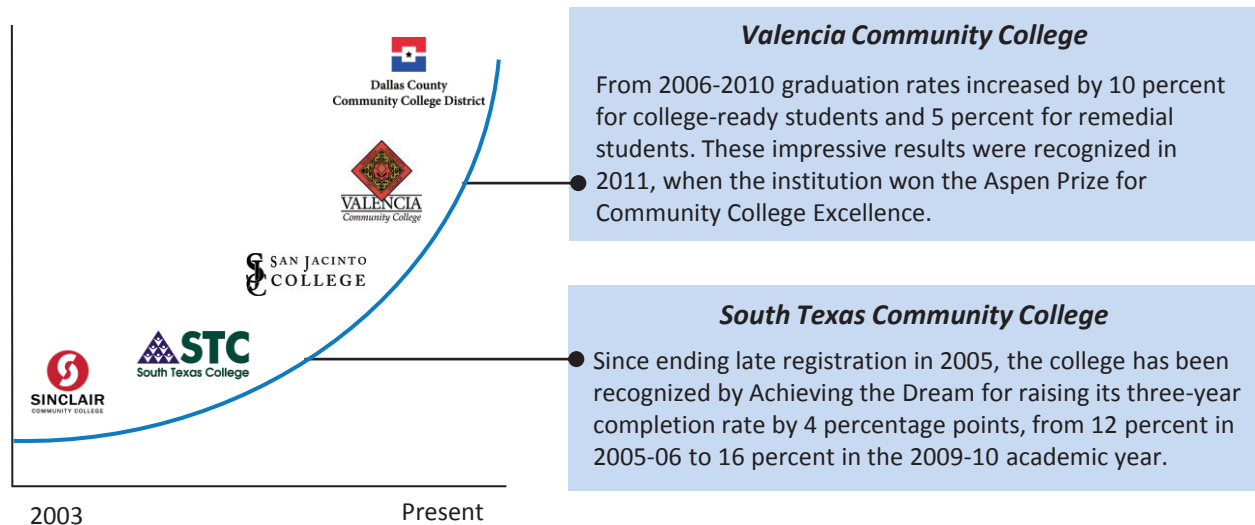 Dallas County
Community College District
VALENCIA
Community College
SAN JACINTO
COLLEGE
SJC
STC
South Texas College
SINCLAIR
COMMUNITY COLLEGE
2003
Present
Valencia Community College
From 2006-2010 graduation rates increased by 10 percent
for college-ready students and 5 percent for remedial
students. These impressive results were recognized in
2011, when the institution won the Aspen Prize for
Community College Excellence.
South Texas Community College
Since ending late registration in 2005, the college has been
recognized by Achieving the Dream for raising its three-year
completion rate by 4 percentage points, from 12 percent in
2005-06 to 16 percent in the 2009-10 academic year.